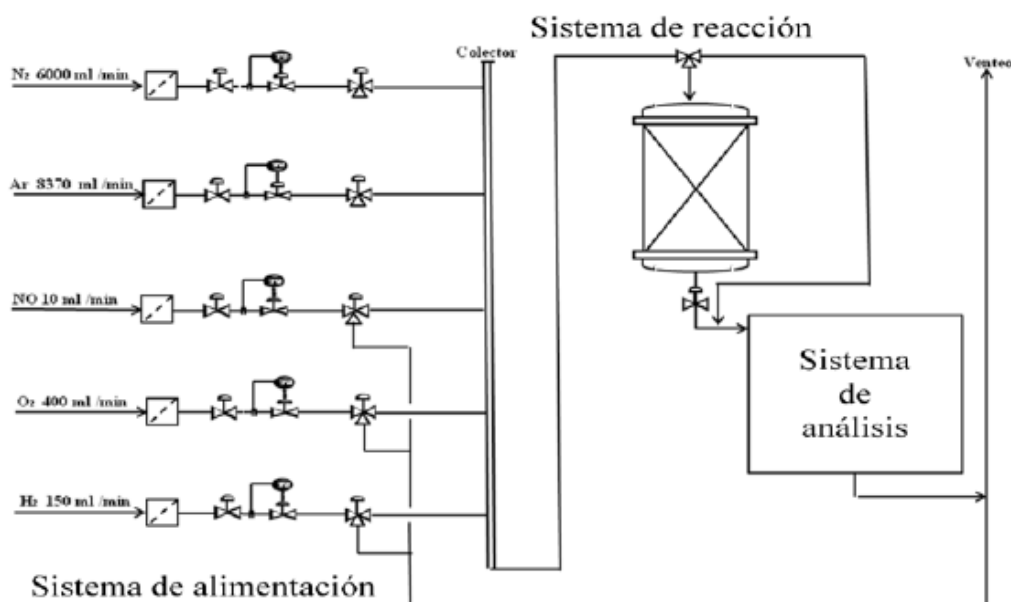 Sistema de reacción
Colector
Venteo
N₂ 6000 ml /min
Ar 8370 ml/min
NO 10 ml/min
O₂ 400 ml /min
H₂ 150 ml /min
Sistema
de
análisis
Sistema de alimentación